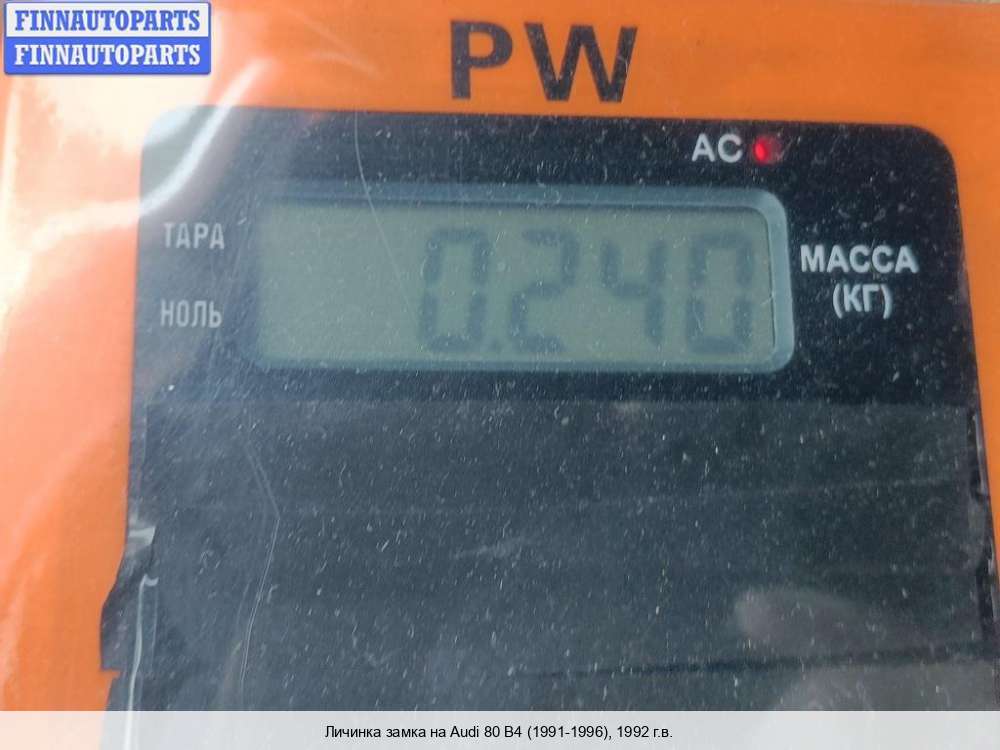 FINNAUTOPARTS
FINNAUTOPARTS
PW
AC
ТАРА
0.240
МАССА
(КГ)
НОЛЬ
Личинка замка на Audi 80 B4 (1991-1996), 1992 г.в.